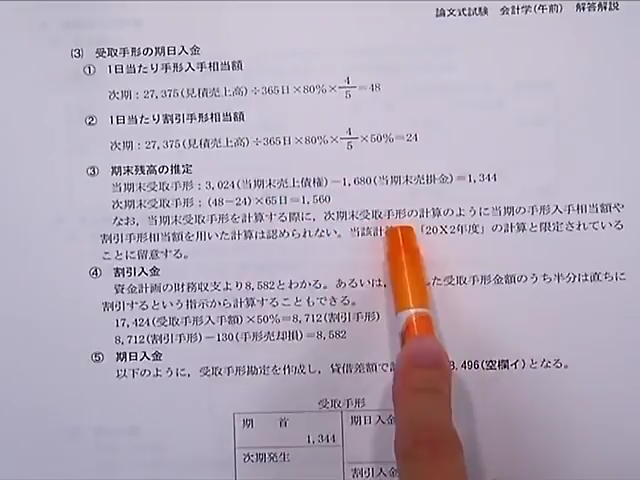 論文式試験 会計学(午前) 解答解説
⑶ 受取手形の期日入金
① 1日当たり手形入手相当額
次期：27,375(見積売上高)÷365日×80%×4/5＝48
② 1日当たり割引手形相当額
次期：27,375(見積売上高)÷365日×80%×4/5×50%＝24
③ 期末残高の推定
当期末受取手形：3,024(当期末売上債権)－1,680(当期末売掛金)＝1,344
次期末受取手形：(48－24)×65日＝1,560
なお，当期末受取手形を計算する際に，次期末受取手形の計算のように当期の手形入手相当額や
割引手形相当額を用いた計算は認められない。当該計 「20X2年度」の計算と限定されている
ことに留意する。
④ 割引入金
資金計画の財務収支より8,582とわかる。あるいは， した受取手形金額のうち半分は直ちに
割引するという指示から計算することもできる。
17,424(受取手形入手額)×50%＝8,712(割引手形)
8,712(割引手形)－130(手形売却損)＝8,582
⑤ 期日入金
以下のように，受取手形勘定を作成し，貸借差額で 8,496(空欄イ)となる。
受取手形
期 首 期日入金
1,344
次期発生
割引入金